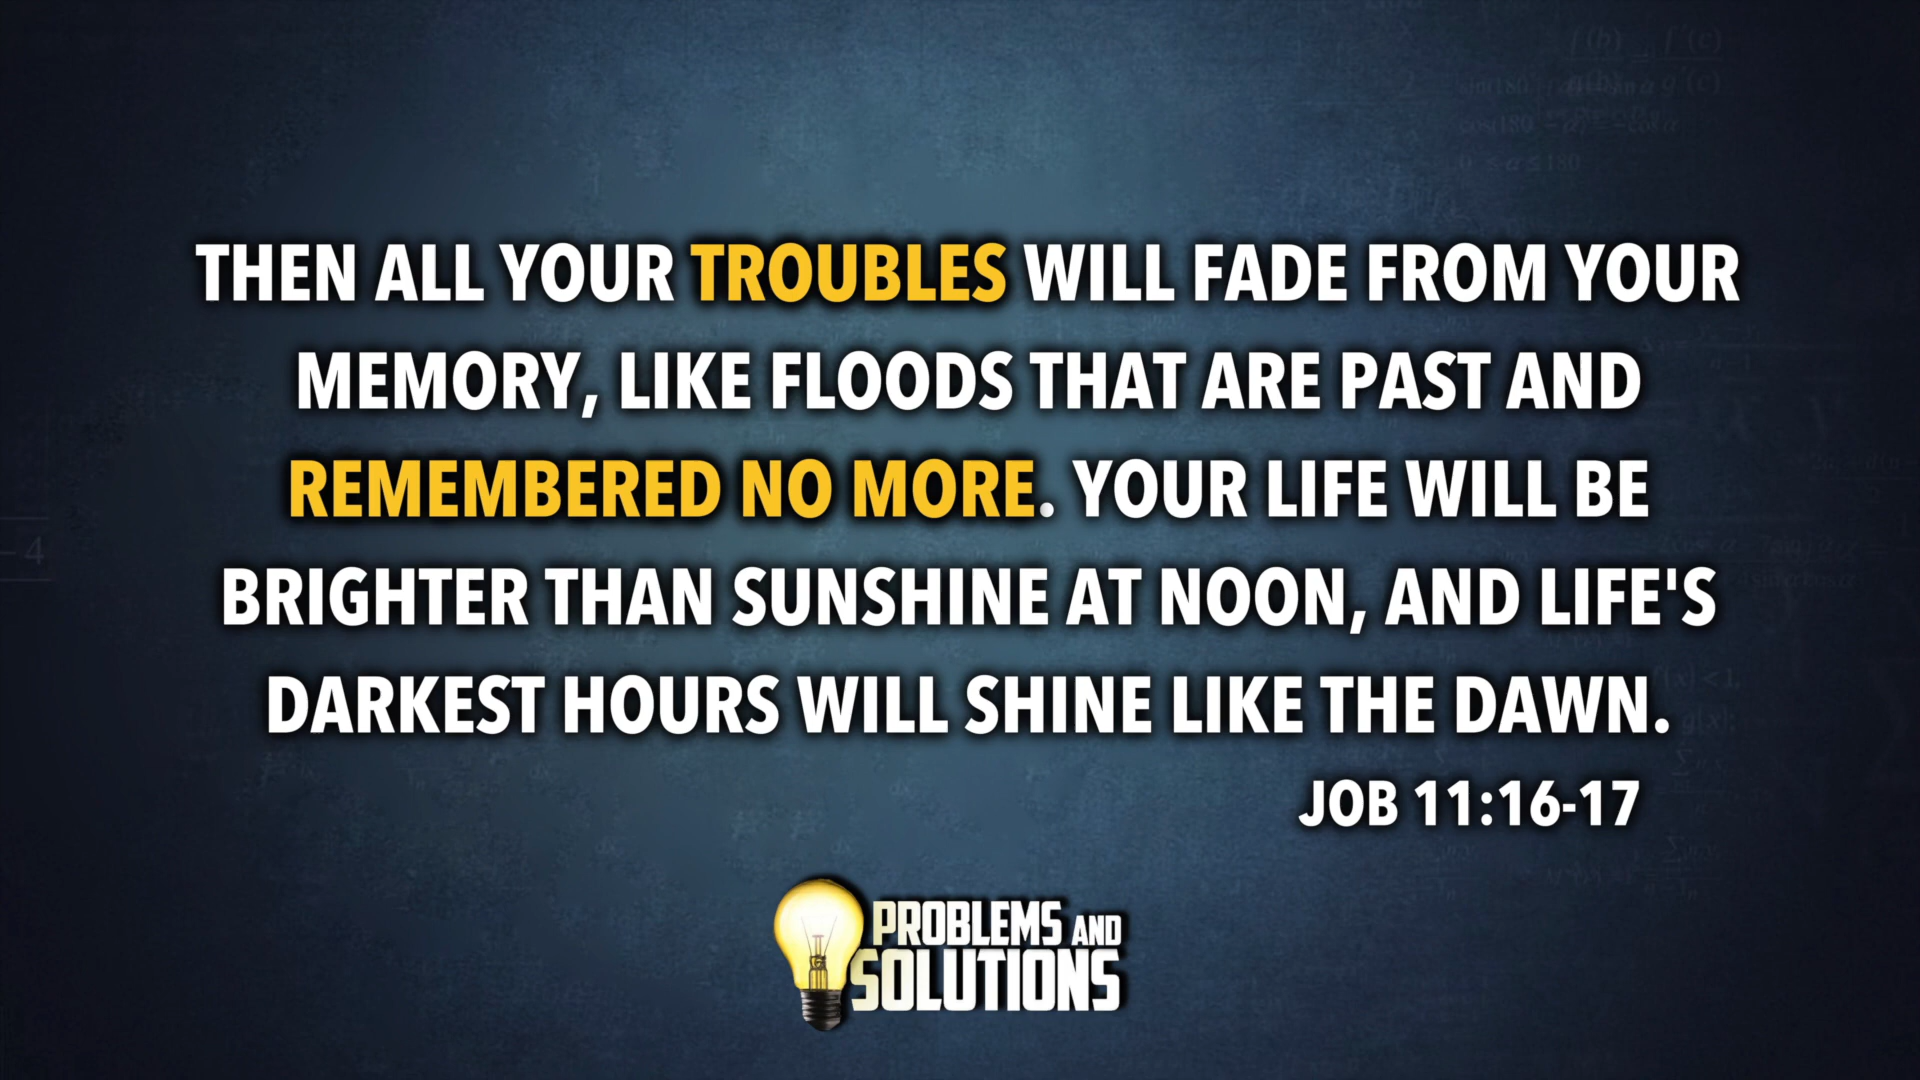 THEN ALL YOUR TROUBLES WILL FADE FROM YOUR
MEMORY, LIKE FLOODS THAT ARE PAST AND
REMEMBERED NO MORE. YOUR LIFE WILL BE
BRIGHTER THAN SUNSHINE AT NOON, AND LIFE'S
DARKEST HOURS WILL SHINE LIKE THE DAWN.
JOB 11:16-17
PROBLEMS AND
SOLUTIONS